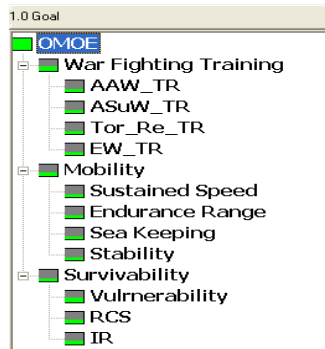 1.0 Goal
OMOE
War Fighting Training
AAW_TR
ASuW_TR
Tor_Re_TR
EW_TR
Mobility
Sustained Speed
Endurance Range
Sea Keeping
Stability
Survivability
Vulrnerability
RCS
IR